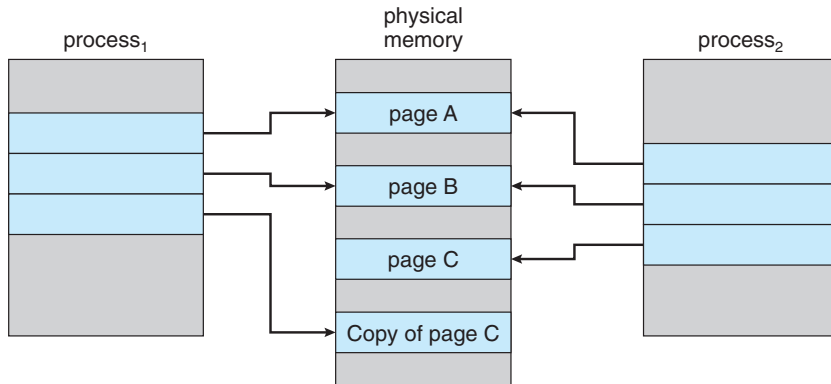 process₁
physical
memory
process₂
page A
page B
page C
Copy of page C